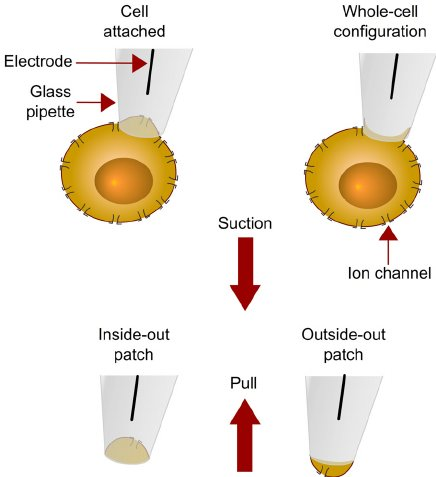 Cell
attached
Whole-cell
configuration
Electrode
Glass
pipette
Suction
Ion channel
Inside-out
patch
Outside-out
patch
Pull